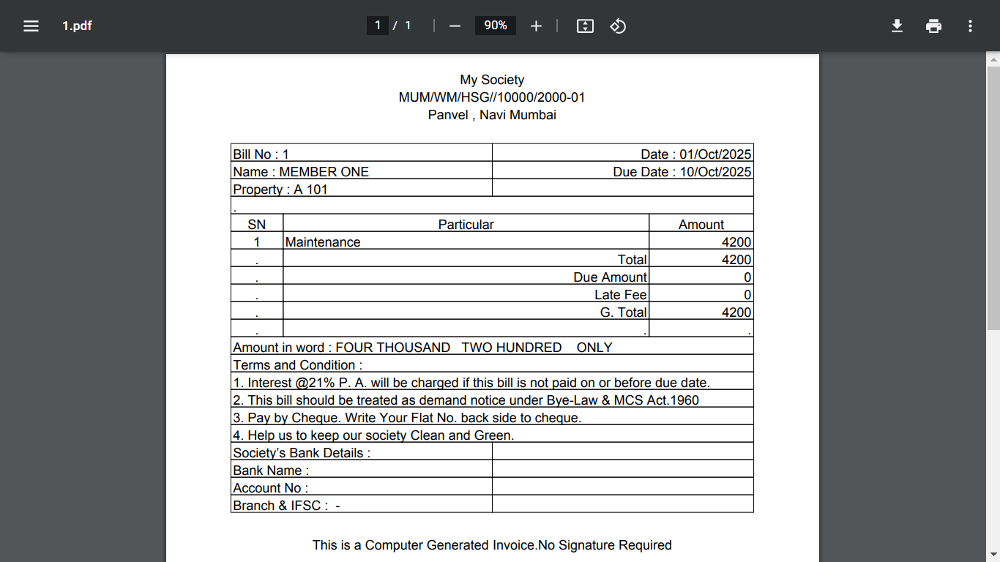 1.pdf
1 / 1
90%
My Society
MUM/WM/HSG//10000/2000-01
Panvel , Navi Mumbai
Bill No : 1 Date : 01/Oct/2025
Name : MEMBER ONE Due Date : 10/Oct/2025
Property : A 101
.
SN Particular Amount
1 Maintenance 4200
. Total 4200
. Due Amount 0
. Late Fee 0
. G. Total 4200
. . .
Amount in word : FOUR THOUSAND   TWO HUNDRED    ONLY
Terms and Condition :
1. Interest @21% P. A. will be charged if this bill is not paid on or before due date.
2. This bill should be treated as demand notice under Bye-Law & MCS Act.1960
3. Pay by Cheque. Write Your Flat No. back side to cheque.
4. Help us to keep our society Clean and Green.
Society’s Bank Details :
Bank Name :
Account No :
Branch & IFSC :  -
This is a Computer Generated Invoice.No Signature Required